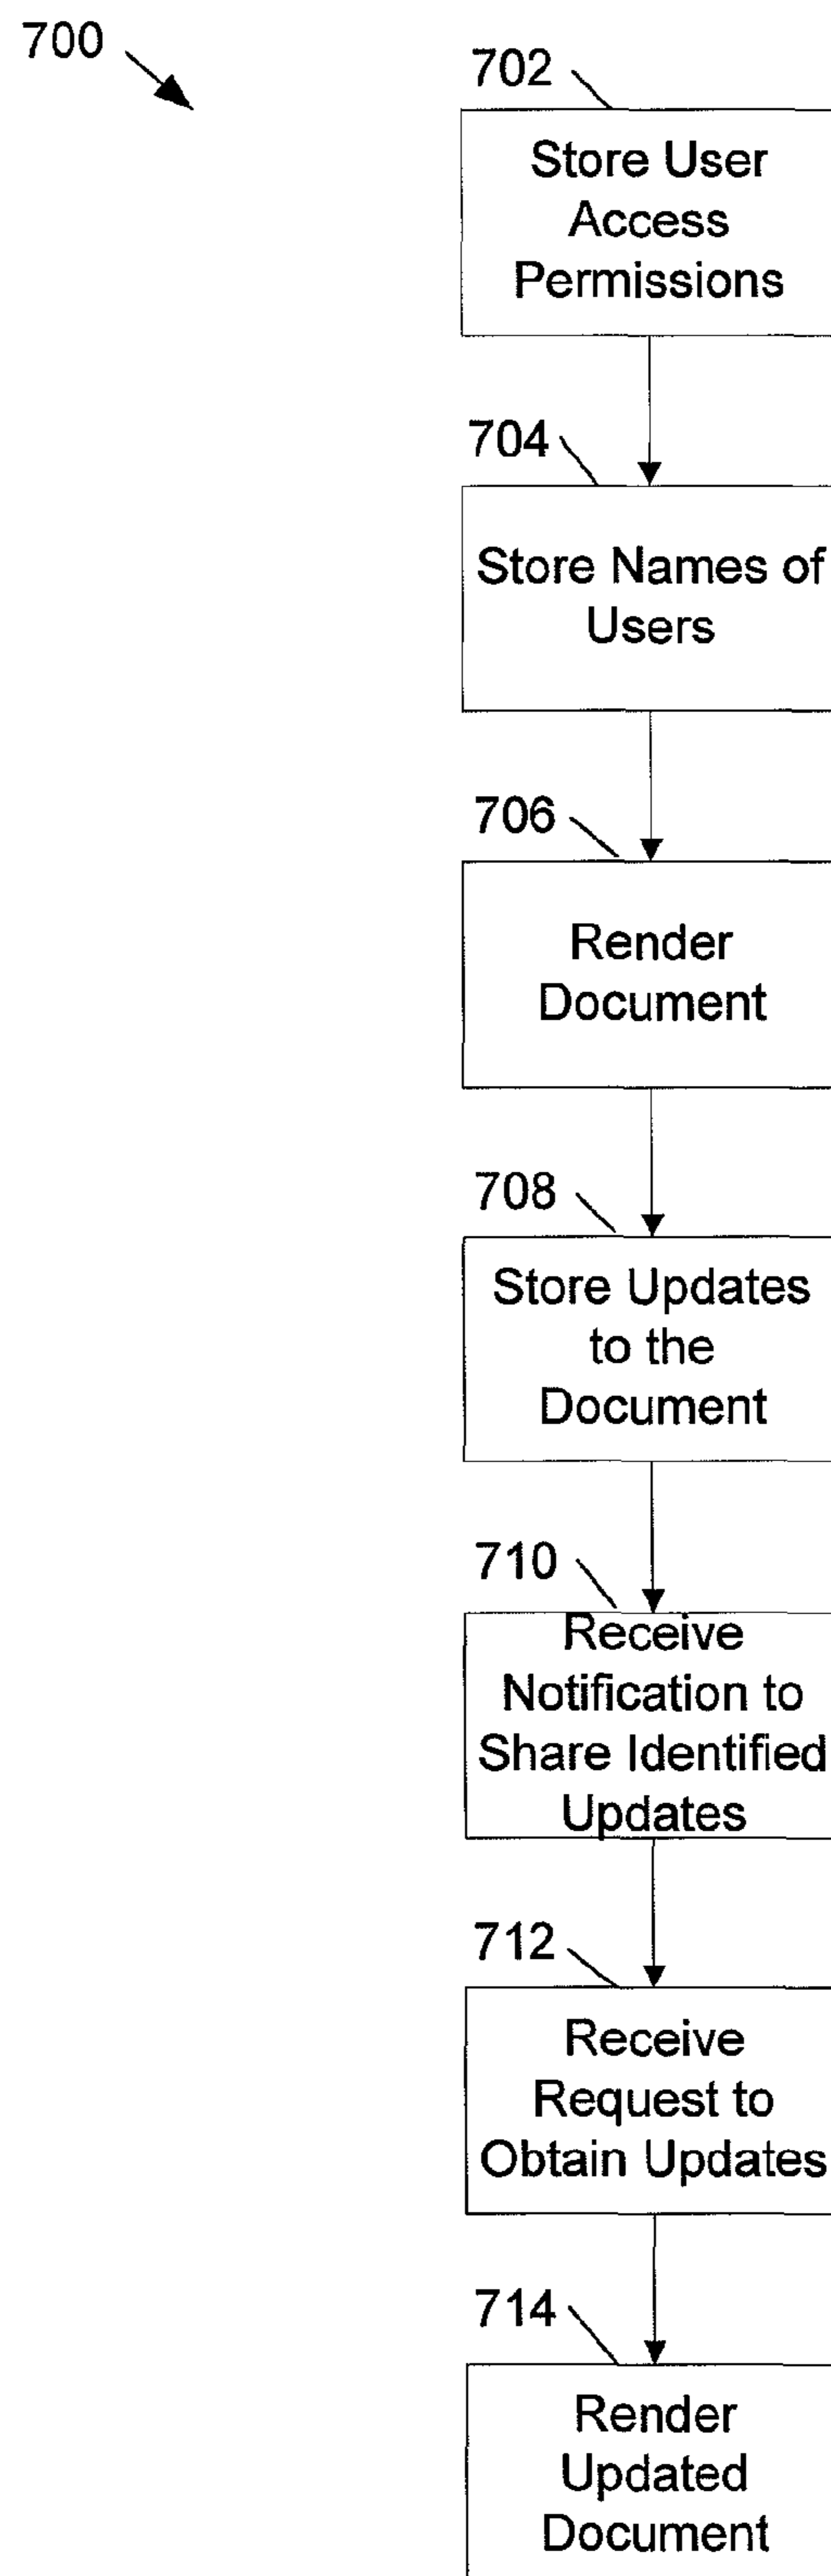 700
702
Store User
Access
Permissions
704
Store Names of
Users
706
Render
Document
708
Store Updates
to the
Document
710
Receive
Notification to
Share Identified
Updates
712
Receive
Request to
Obtain Updates
714
Render
Updated
Document